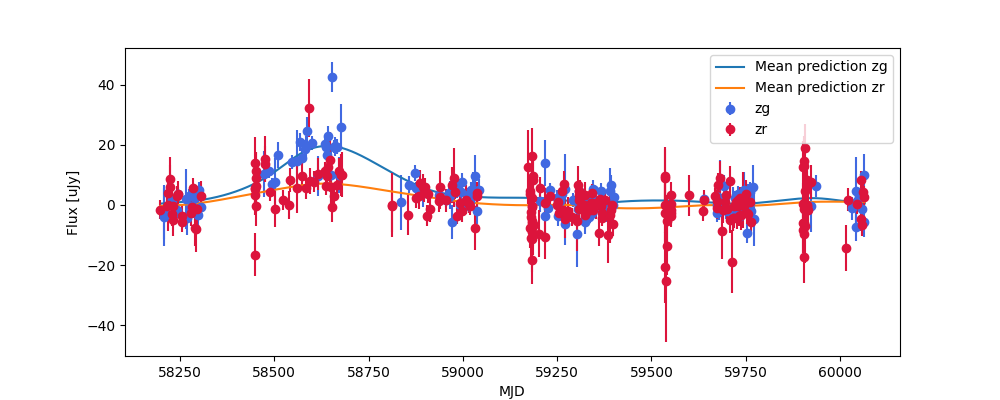 Mean prediction zg
Mean prediction zr
zg
zr
Flux [uJy]
40
20
0
−20
−40
58250
58500
58750
59000
59250
59500
59750
60000
MJD